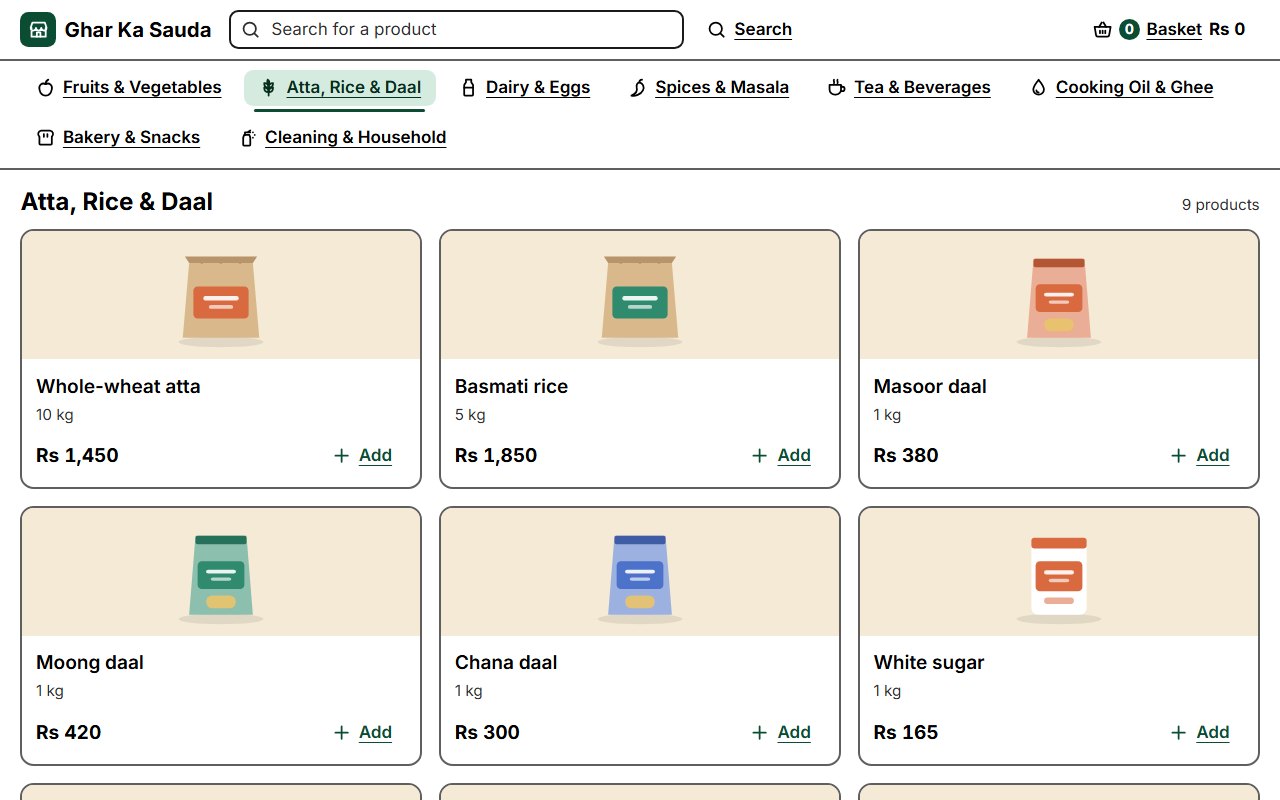 Ghar Ka Sauda
Search for a product
Search
0 Basket Rs 0
Fruits & Vegetables
Atta, Rice & Daal
Dairy & Eggs
Spices & Masala
Tea & Beverages
Cooking Oil & Ghee
Bakery & Snacks
Cleaning & Household
Atta, Rice & Daal
9 products
Whole-wheat atta
10 kg
Rs 1,450
Add
Basmati rice
5 kg
Rs 1,850
Add
Masoor daal
1 kg
Rs 380
Add
Moong daal
1 kg
Rs 420
Add
Chana daal
1 kg
Rs 300
Add
White sugar
1 kg
Rs 165
Add